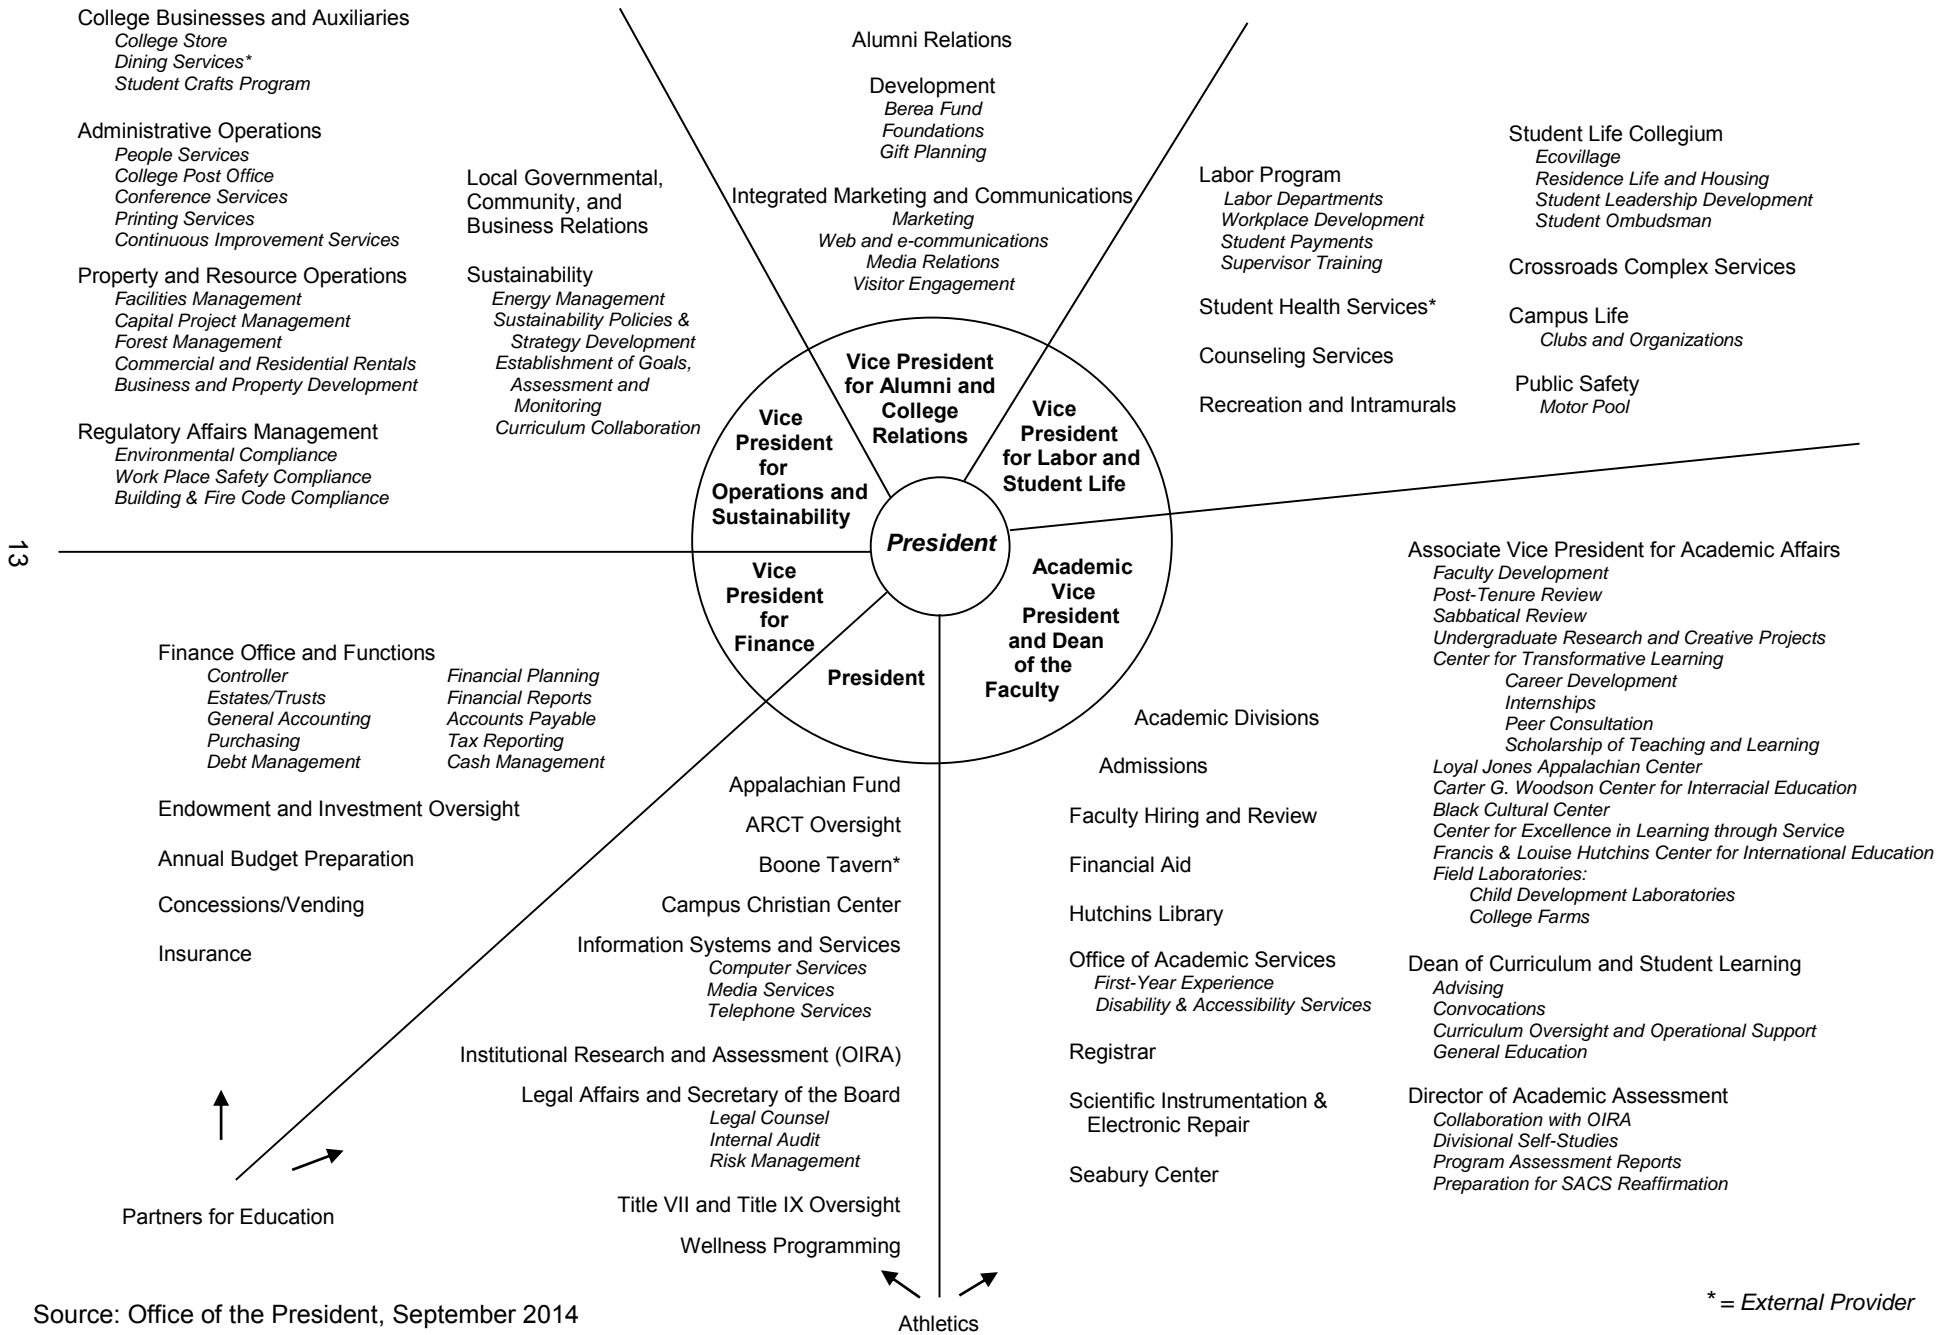 College Businesses and Auxiliaries
College Store
Dining Services*
Student Crafts Program
Administrative Operations
People Services
College Post Office
Conference Services
Printing Services
Continuous Improvement Services
Property and Resource Operations
Facilities Management
Capital Project Management
Forest Management
Commercial and Residential Rentals
Business and Property Development
Regulatory Affairs Management
Environmental Compliance
Work Place Safety Compliance
Building & Fire Code Compliance
Local Governmental,
Community, and
Business Relations
Sustainability
Energy Management
Sustainability Policies &
Strategy Development
Establishment of Goals,
Assessment and
Monitoring
Curriculum Collaboration
Alumni Relations
Development
Berea Fund
Foundations
Gift Planning
Integrated Marketing and Communications
Marketing
Web and e-communications
Media Relations
Visitor Engagement
Labor Program
Labor Departments
Workplace Development
Student Payments
Supervisor Training
Student Health Services*
Counseling Services
Recreation and Intramurals
Student Life Collegium
Ecovillage
Residence Life and Housing
Student Leadership Development
Student Ombudsman
Crossroads Complex Services
Campus Life
Clubs and Organizations
Public Safety
Motor Pool
Vice
President
for
Operations and
Sustainability
Vice President
for Alumni and
College
Relations
Vice
President
for Labor and
Student Life
President
Vice
President
for
Finance
President
Academic
Vice
President
and Dean
of the
Faculty
13
Finance Office and Functions
Controller
Estates/Trusts
General Accounting
Purchasing
Debt Management
Financial Planning
Financial Reports
Accounts Payable
Tax Reporting
Cash Management
Endowment and Investment Oversight
Annual Budget Preparation
Concessions/Vending
Insurance
Partners for Education
Appalachian Fund
ARCT Oversight
Boone Tavern*
Campus Christian Center
Information Systems and Services
Computer Services
Media Services
Telephone Services
Institutional Research and Assessment (OIRA)
Legal Affairs and Secretary of the Board
Legal Counsel
Internal Audit
Risk Management
Title VII and Title IX Oversight
Wellness Programming
Athletics
Academic Divisions
Admissions
Faculty Hiring and Review
Financial Aid
Hutchins Library
Office of Academic Services
First-Year Experience
Disability & Accessibility Services
Registrar
Scientific Instrumentation &
Electronic Repair
Seabury Center
Associate Vice President for Academic Affairs
Faculty Development
Post-Tenure Review
Sabbatical Review
Undergraduate Research and Creative Projects
Center for Transformative Learning
Career Development
Internships
Peer Consultation
Scholarship of Teaching and Learning
Loyal Jones Appalachian Center
Carter G. Woodson Center for Interracial Education
Black Cultural Center
Center for Excellence in Learning through Service
Francis & Louise Hutchins Center for International Education
Field Laboratories:
Child Development Laboratories
College Farms
Dean of Curriculum and Student Learning
Advising
Convocations
Curriculum Oversight and Operational Support
General Education
Director of Academic Assessment
Collaboration with OIRA
Divisional Self-Studies
Program Assessment Reports
Preparation for SACS Reaffirmation
Source: Office of the President, September 2014
* = External Provider